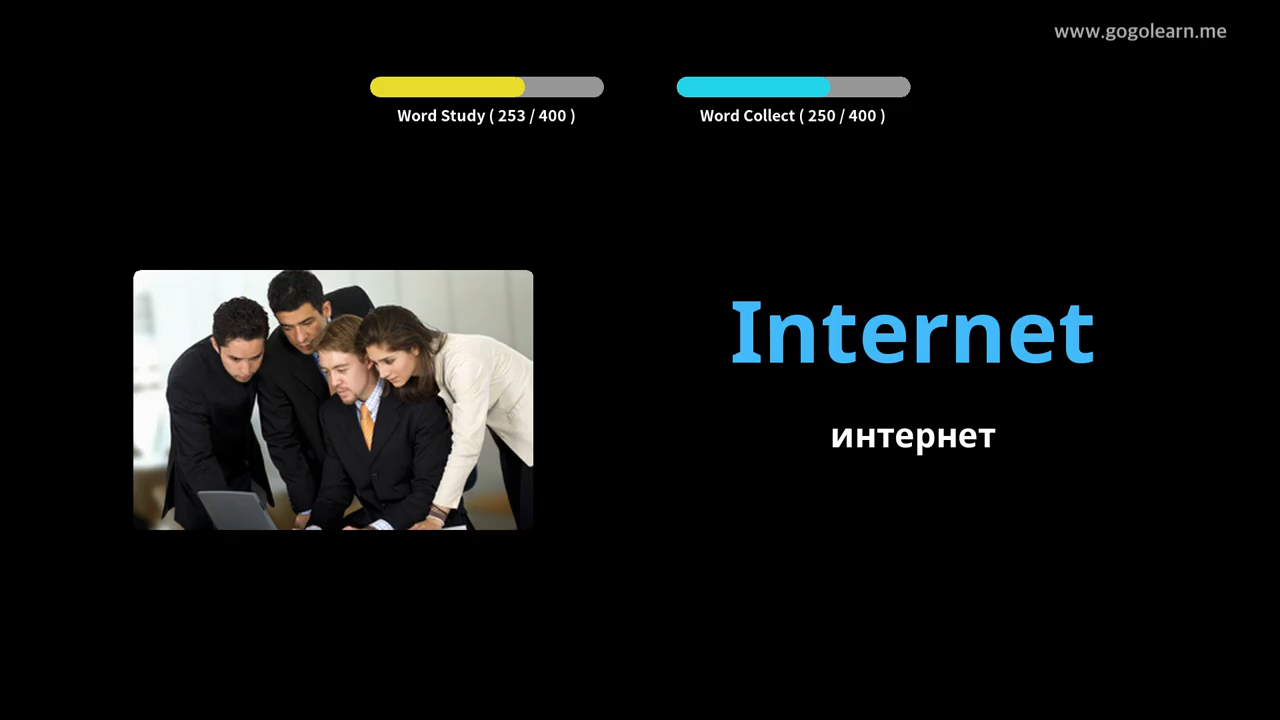 www.gogolearn.me
Word Study ( 253 / 400 )
Word Collect ( 250 / 400 )
Internet
интернет